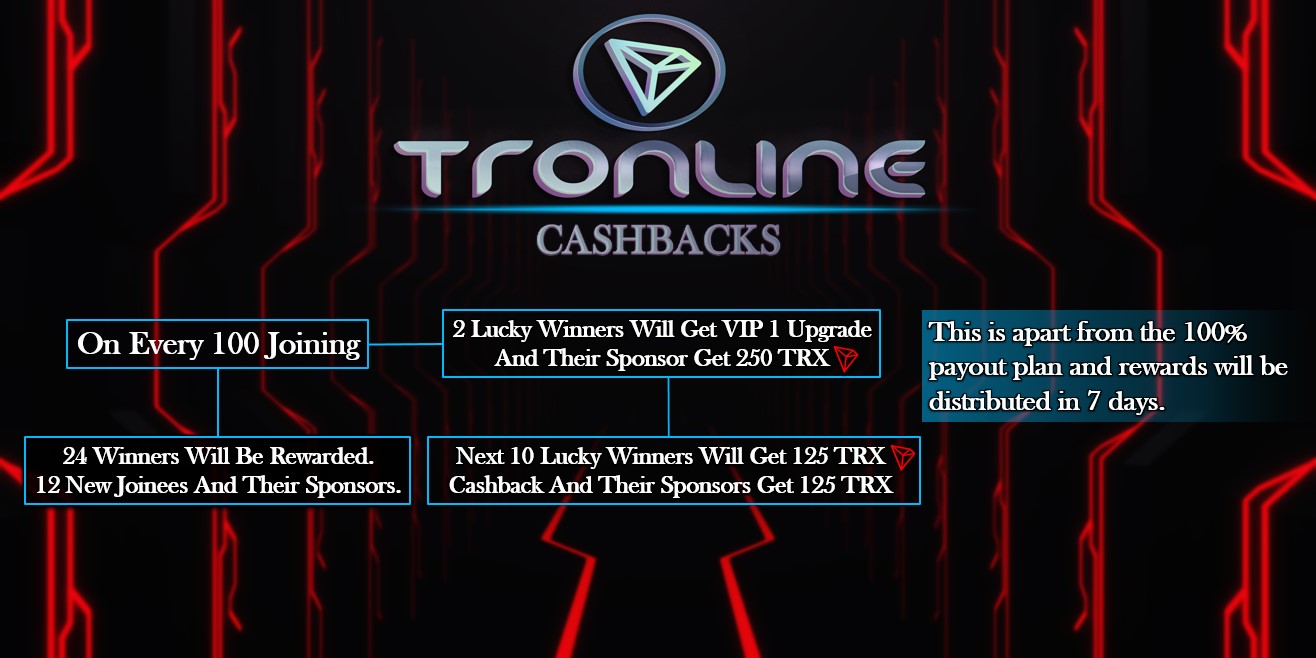 TRONLINE
CASHBACKS
On Every 100 Joining
2 Lucky Winners Will Get VIP 1 Upgrade
And Their Sponsor Get 250 TRX
This is apart from the 100%
payout plan and rewards will be
distributed in 7 days.
24 Winners Will Be Rewarded.
12 New Joinees And Their Sponsors.
Next 10 Lucky Winners Will Get 125 TRX
Cashback And Their Sponsors Get 125 TRX